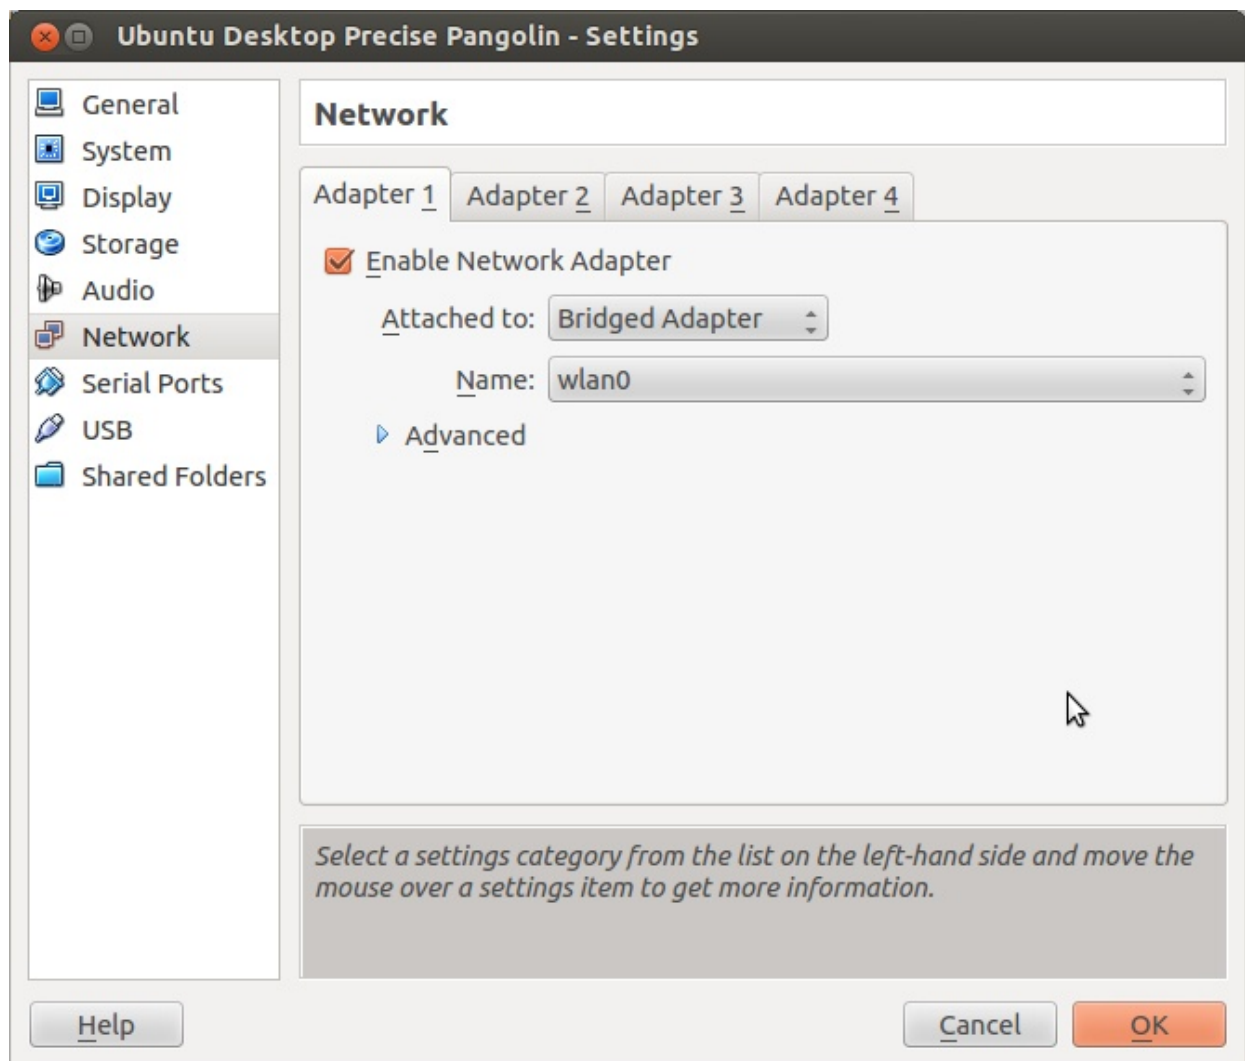 Ubuntu Desktop Precise Pangolin - Settings
General
System
Display
Storage
Audio
Network
Serial Ports
USB
Shared Folders
Network
Adapter 1 Adapter 2 Adapter 3 Adapter 4
Enable Network Adapter
Attached to: Bridged Adapter
Name: wlan0
Advanced
Select a settings category from the list on the left-hand side and move the
mouse over a settings item to get more information.
Help Cancel OK